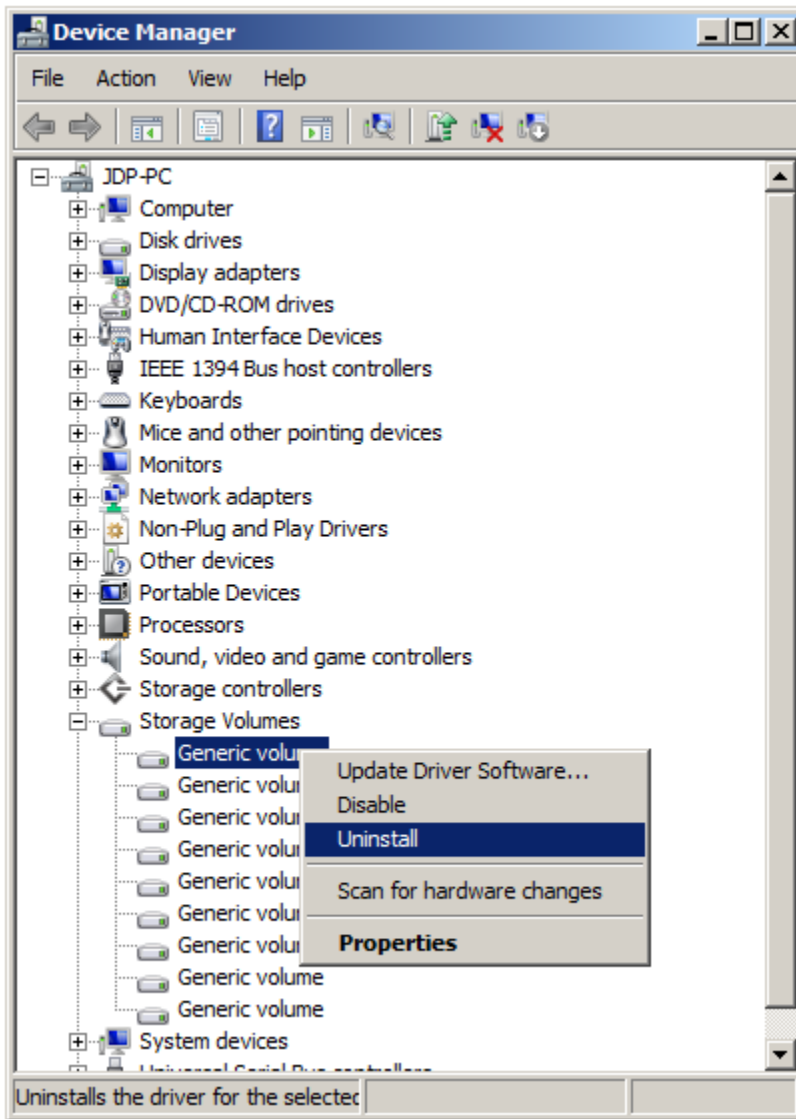 Device Manager
File Action View Help
JDP-PC
Computer
Disk drives
Display adapters
DVD/CD-ROM drives
Human Interface Devices
IEEE 1394 Bus host controllers
Keyboards
Mice and other pointing devices
Monitors
Network adapters
Non-Plug and Play Drivers
Other devices
Portable Devices
Processors
Sound, video and game controllers
Storage controllers
Storage Volumes
Generic volum
Generic volu
Generic volu
Generic volu
Generic volu
Generic volu
Generic volu
Generic volume
Generic volume
System devices
Update Driver Software...
Disable
Uninstall
Scan for hardware changes
Properties
Uninstalls the driver for the selected